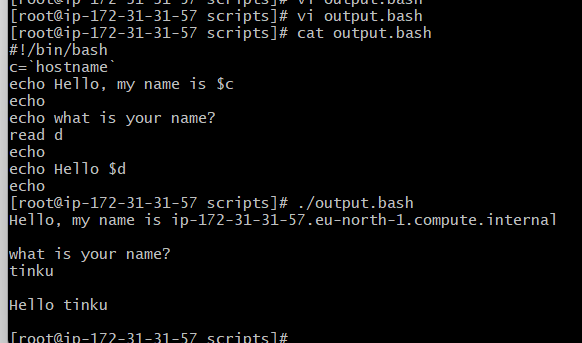 [root@ip-172-31-31-57 scripts]# vi output.bash
[root@ip-172-31-31-57 scripts]# vi output.bash
[root@ip-172-31-31-57 scripts]# cat output.bash
#!/bin/bash
c=`hostname`
echo Hello, my name is $c
echo
echo what is your name?
read d
echo
echo Hello $d
echo
[root@ip-172-31-31-57 scripts]# ./output.bash
Hello, my name is ip-172-31-31-57.eu-north-1.compute.internal
what is your name?
tinku
Hello tinku
[root@ip-172-31-31-57 scripts]#